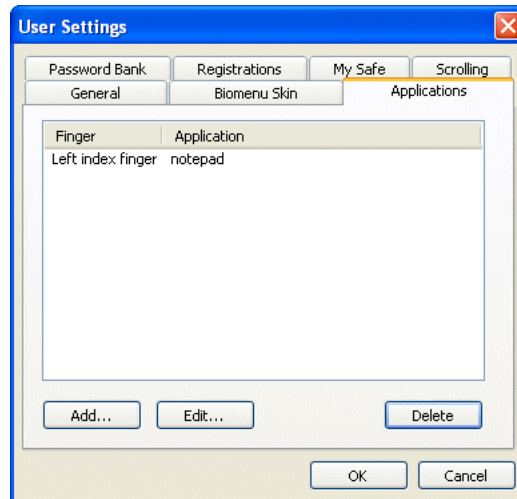 User Settings
Password Bank Registrations My Safe Scrolling
General Biomenu Skin Applications
Finger Application
Left index finger notepad
Add... Edit... Delete
OK Cancel